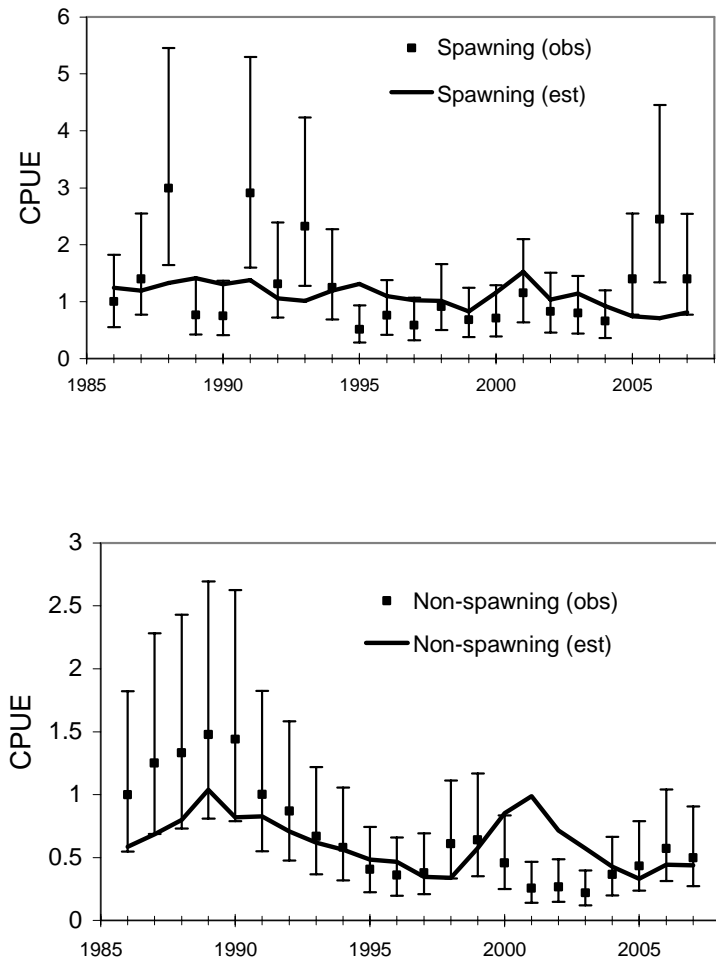 6
5
4
3
2
1
0
CPUE
Spawning (obs)
Spawning (est)
1985 1990 1995 2000 2005
3
2.5
2
1.5
1
0.5
0
CPUE
Non-spawning (obs)
Non-spawning (est)
1985 1990 1995 2000 2005